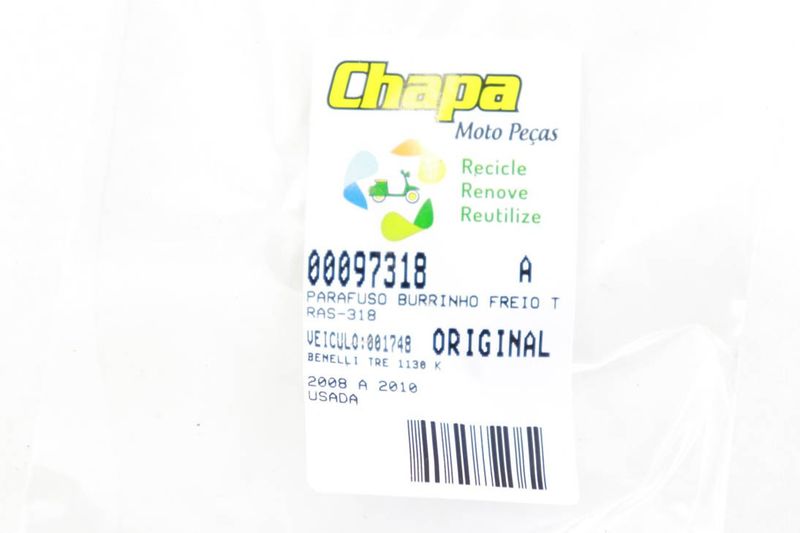 Chapa
Moto Peças
Recicle
Renove
Reutilize
00097318 A
PARAFUSO BURRINHO FREIO T
RAS-318
VEICULO:001748 ORIGINAL
BENELLI TRE 1130 K
2008 A 2010
USADA